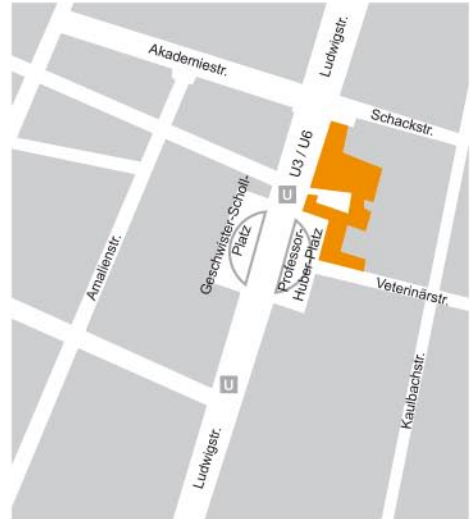 Ludwigstr.
Akademiestr.
Schackstr.
U3 / U6
U
Geschwister-Scholl-
Platz
Professor-
Huber-Platz
Amalienstr.
Veterinärstr.
Kaulbachstr.
U
Ludwigstr.